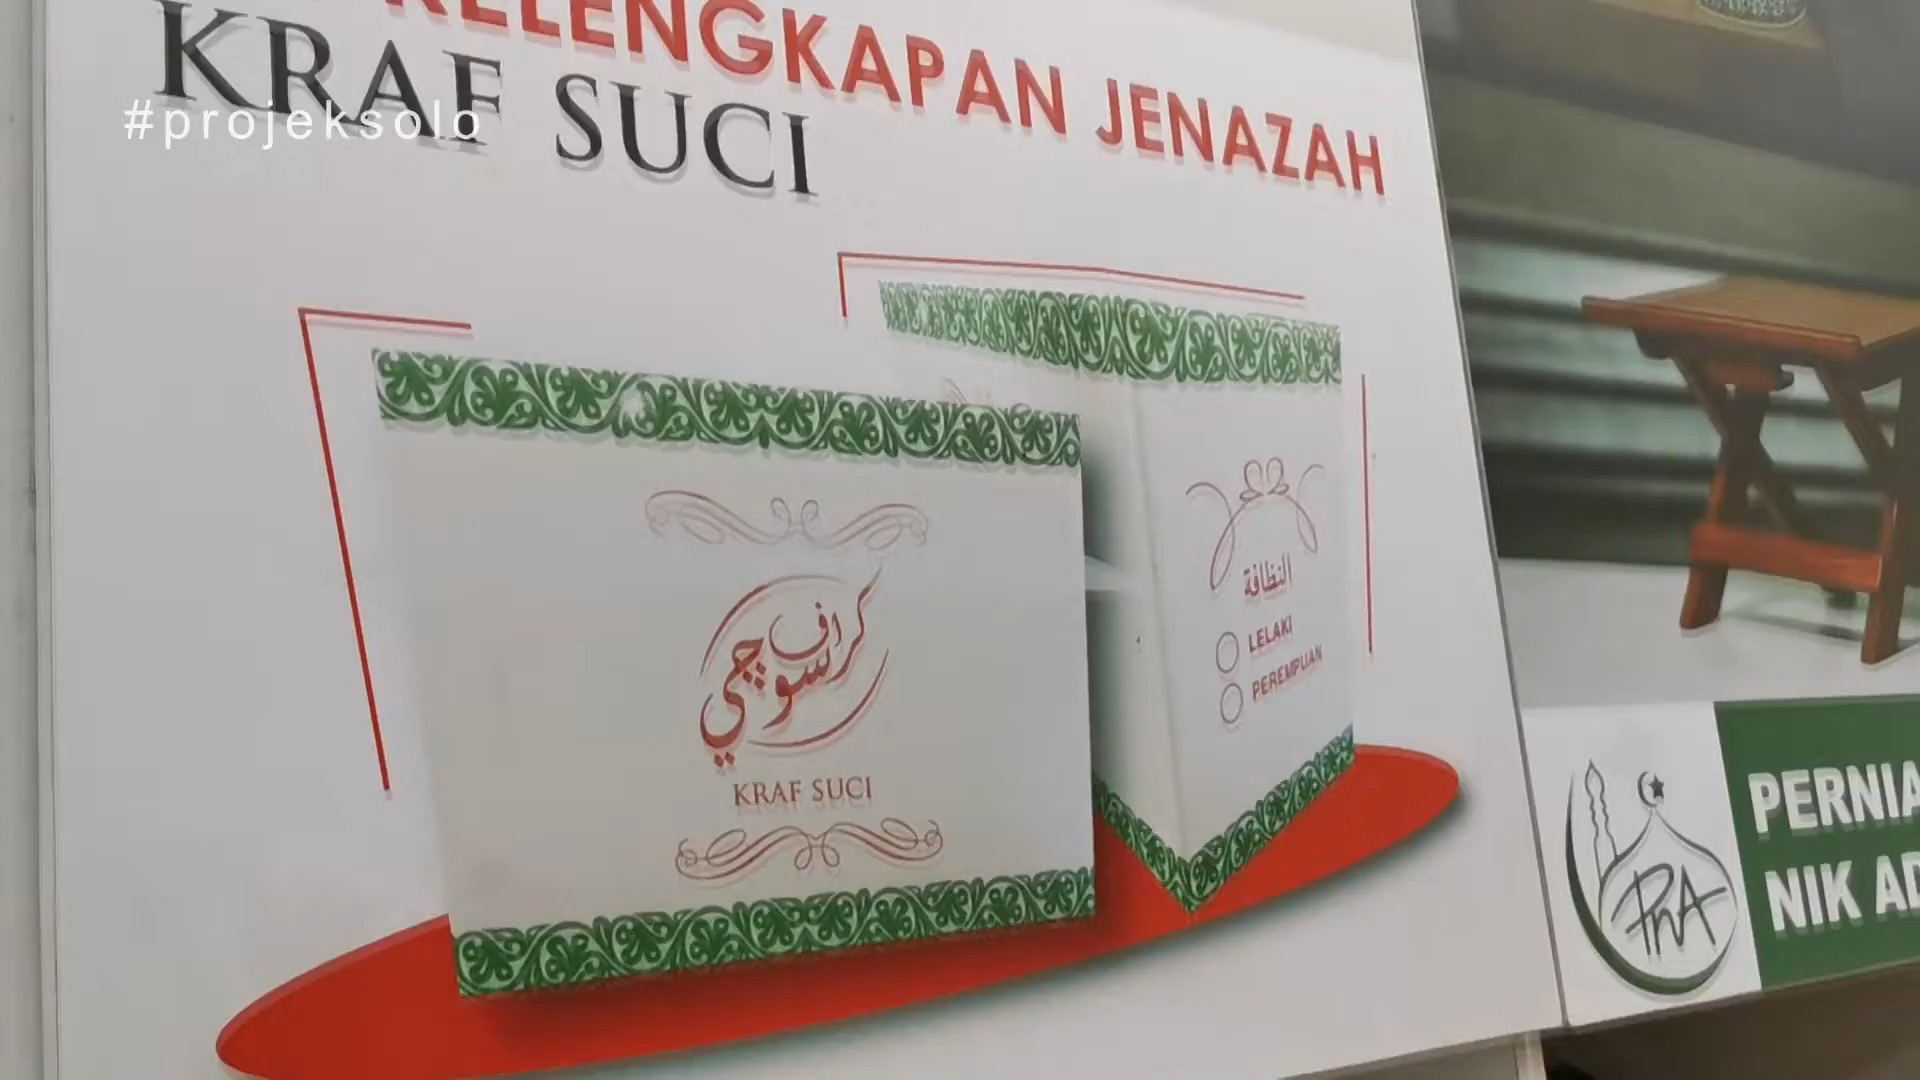 KELENGKAPAN JENAZAH
KRAF SUCI
#projeksolo
كراف
سوچي
KRAF SUCI
النظافة
LELAKI
PEREMPUAN
PNA
PERNIA
NIK AD